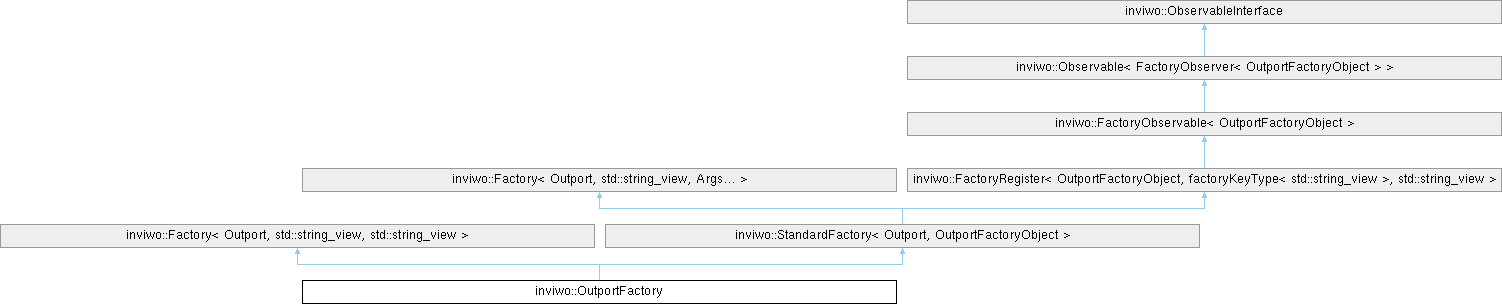 inviwo::ObservableInterface
inviwo::Observable< FactoryObserver< OutportFactoryObject > >
inviwo::FactoryObservable< OutportFactoryObject >
inviwo::Factory< Outport, std::string_view, Args... >
inviwo::FactoryRegister< OutportFactoryObject, factoryKeyType< std::string_view >, std::string_view >
inviwo::Factory< Outport, std::string_view, std::string_view >
inviwo::StandardFactory< Outport, OutportFactoryObject >
inviwo::OutportFactory